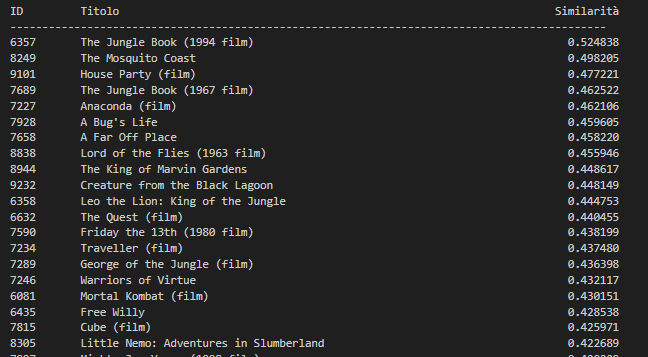 ID Titolo Similarità
--------------------------------------------------------------------------------------------
6357 The Jungle Book (1994 film) 0.524838
8249 The Mosquito Coast 0.498205
9101 House Party (film) 0.477221
7689 The Jungle Book (1967 film) 0.462522
7227 Anaconda (film) 0.462106
7928 A Bug's Life 0.459605
7658 A Far Off Place 0.458220
8838 Lord of the Flies (1963 film) 0.455946
8944 The King of Marvin Gardens 0.448617
9232 Creature from the Black Lagoon 0.448149
6358 Leo the Lion: King of the Jungle 0.444753
6632 The Quest (film) 0.440455
7590 Friday the 13th (1980 film) 0.438199
7234 Traveller (film) 0.437480
7289 George of the Jungle (film) 0.436398
7246 Warriors of Virtue 0.432117
6081 Mortal Kombat (film) 0.430151
6435 Free Willy 0.428538
7815 Cube (film) 0.425971
8305 Little Nemo: Adventures in Slumberland 0.422689